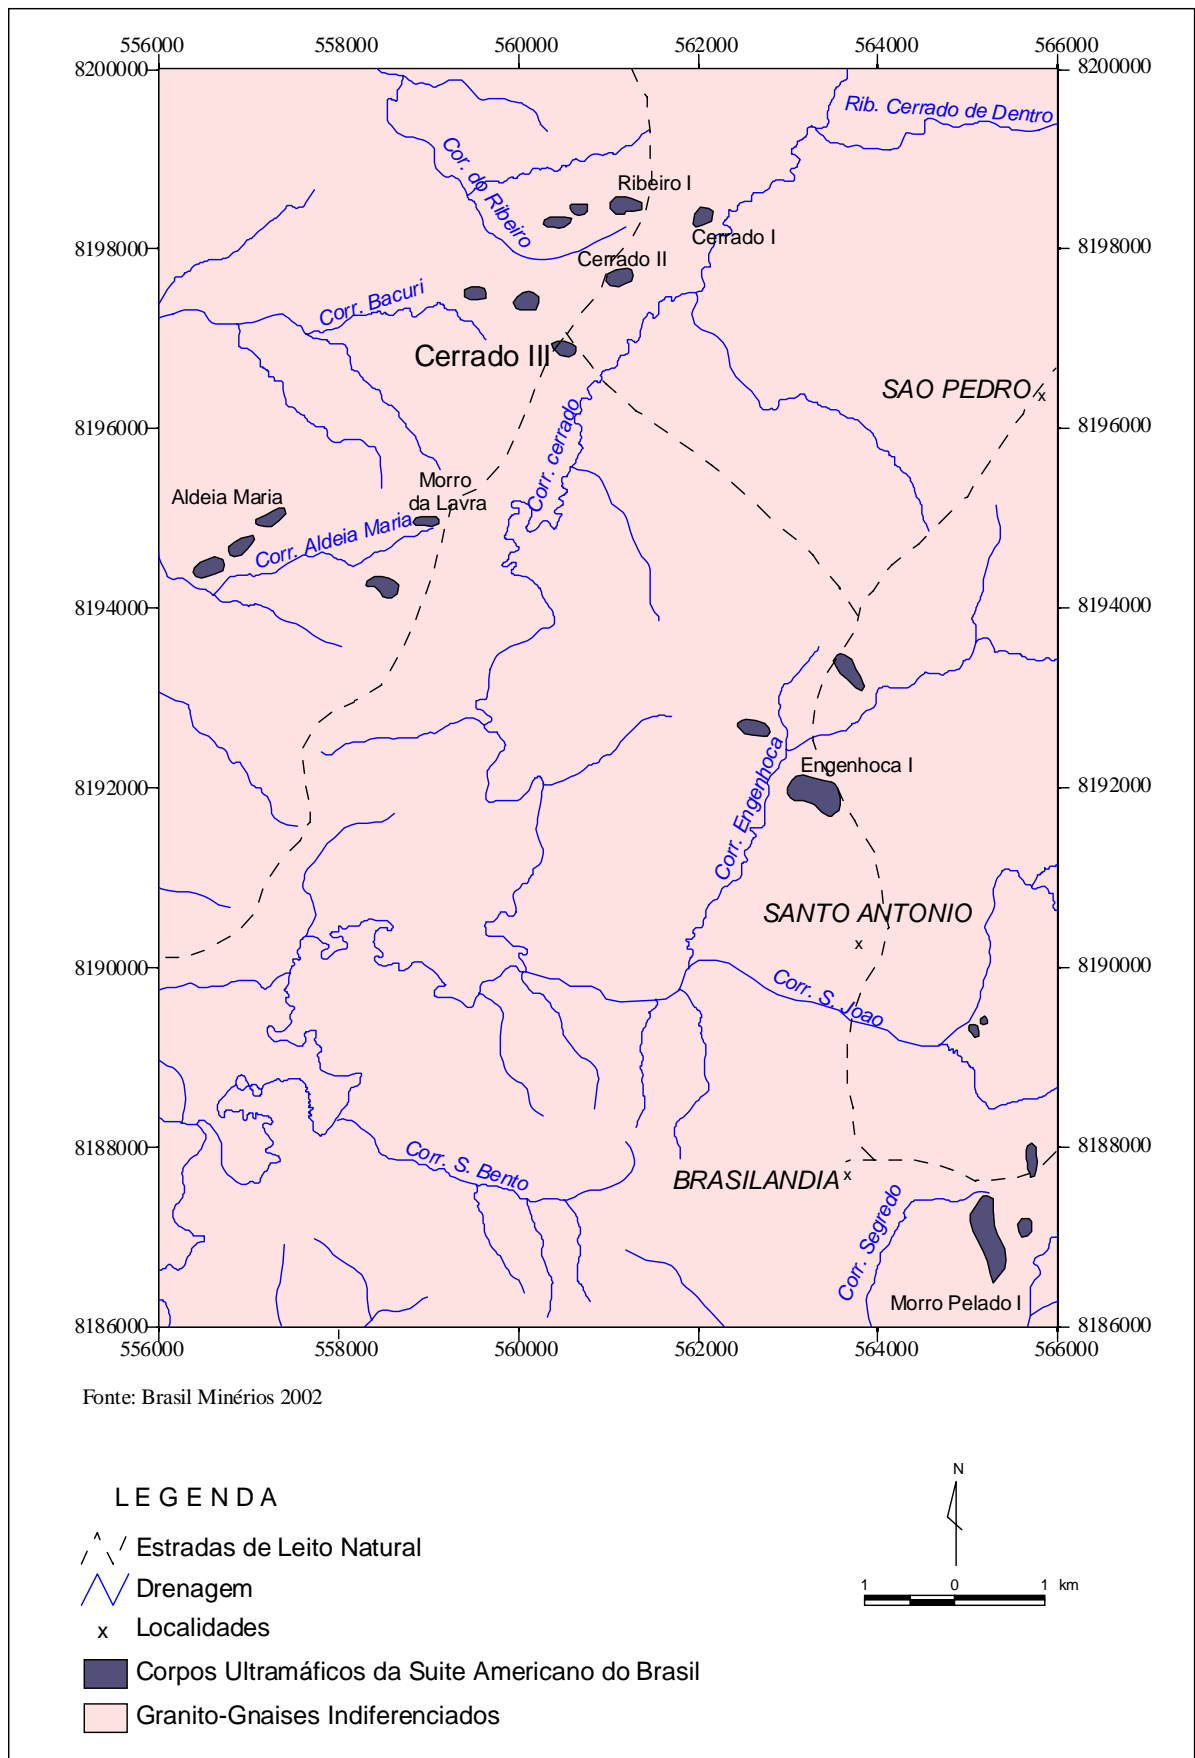 556000 558000 560000 562000 564000 566000
8200000 8200000
Rib. Cerrado de Dentro
Cor. do Ribeiro
Ribeiro I
Cerrado I
8198000 8198000
Cerrado II
Corr. Bacuri
Cerrado III
SAO PEDRO x
8196000 8196000
Corr. cerrado
Morro
da Lavra
Aldeia Maria
Corr. Aldeia Maria
8194000 8194000
Corr. Engenhoca
Engenhoca I
8192000 8192000
SANTO ANTONIO
x
8190000 8190000
Corr. S. Joao
8188000 8188000
Corr. S. Bento
BRASILANDIA x
Corr. Segredo
Morro Pelado I
8186000 8186000
556000 558000 560000 562000 564000 566000
Fonte: Brasil Minérios 2002
N
LEGENDA
Estradas de Leito Natural
Drenagem
1 0 1 km
x Localidades
Corpos Ultramáficos da Suite Americano do Brasil
Granito-Gnaises Indiferenciados